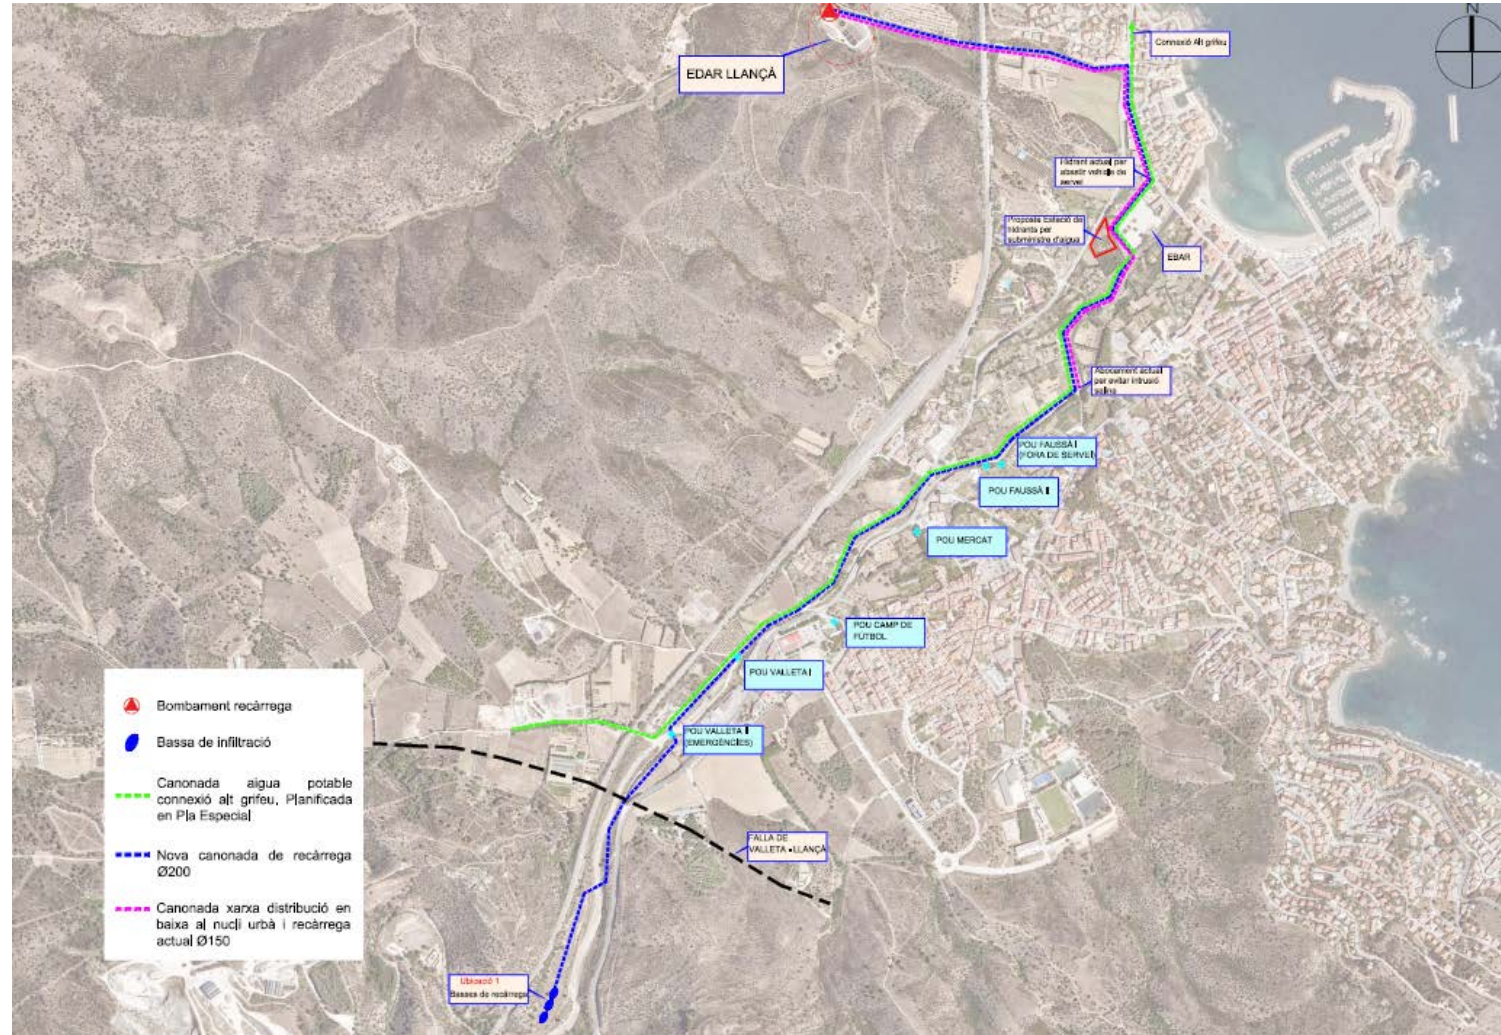 N
Connexió Alt grifeu
EDAR LLANÇÀ
Hidrant actual per
abastir vehicle de
servei
Proposta Estació de
hidrants per
subministre d'aigua
EBAR
Abocament actual
per evitar intrusió
salina
POU FAUSSÀ I
(FORA DE SERVEI)
POU FAUSSÀ II
POU MERCAT
POU CAMP DE
FUTBOL
POU VALLETA I
POU VALLETA II
(EMERGÈNCIES)
FALLA DE
VALLETA - LLANÇÀ
Ubicació 1
Basses de recàrrega
Bombament recàrrega
Bassa de infiltració
Canonada aigua potable
connexió alt grifeu, Planificada
en Pla Especial
Nova canonada de recàrrega
Ø200
Canonada xarxa distribució en
baixa al nucli urbà i recàrrega
actual Ø150